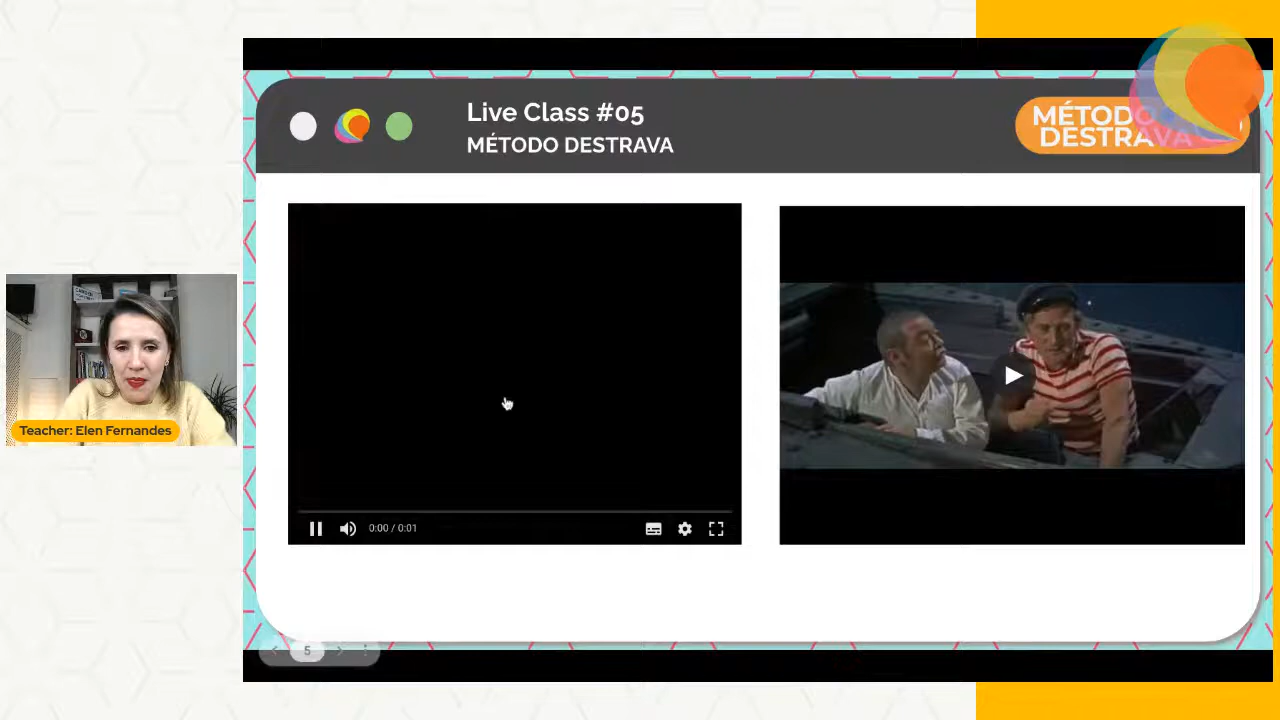 Live Class #05
MÉTODO DESTRAVA
MÉTODO
DESTRAVA
Teacher: Elen Fernandes
0:00 / 0:01
5